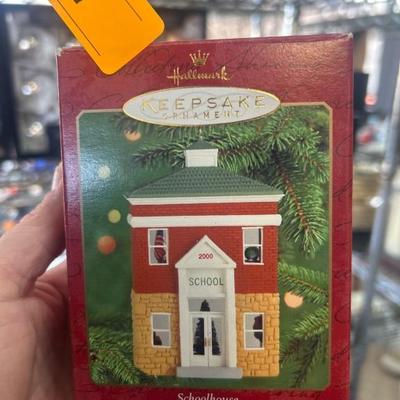 Hallmark
KEEPSAKE
ORNAMENT
2000
SCHOOL
Schoolhouse